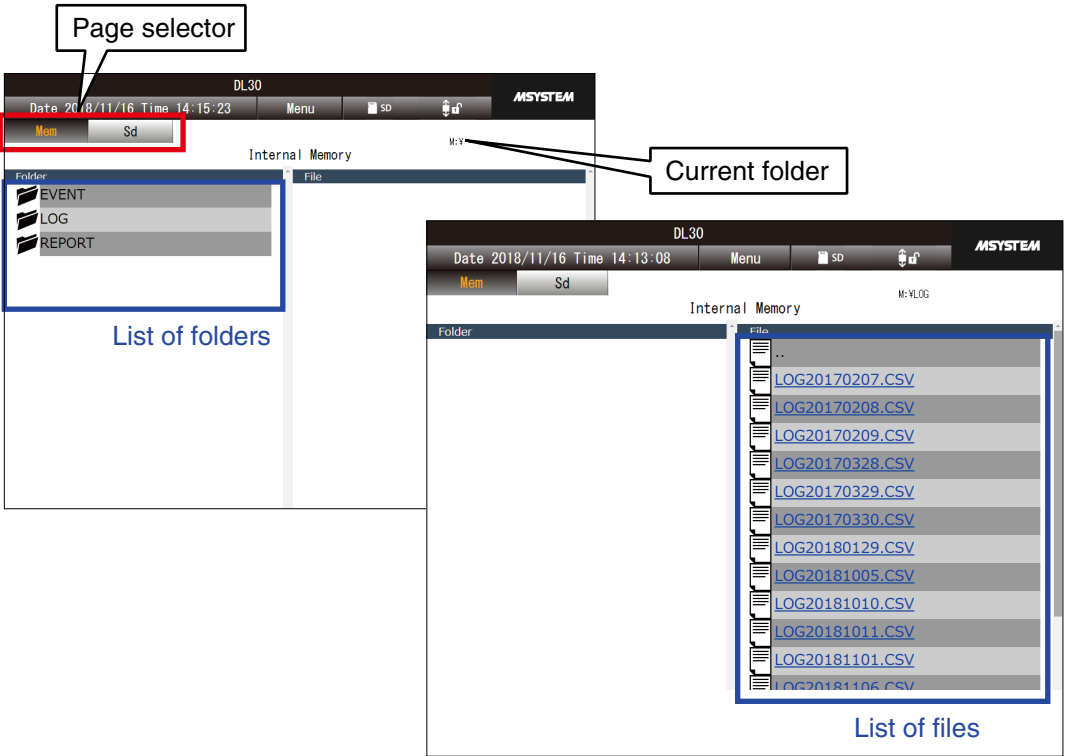 Page selector
DL30
MSYSTEM
Date 2018/11/16 Time 14:15:23 Menu SD
Mem Sd
M:¥
Internal Memory
Current folder
Folder File
EVENT
LOG
REPORT
List of folders
DL30
MSYSTEM
Date 2018/11/16 Time 14:13:08 Menu SD
Mem Sd
M:¥LOG
Internal Memory
Folder File
..
LOG20170207.CSV
LOG20170208.CSV
LOG20170209.CSV
LOG20170328.CSV
LOG20170329.CSV
LOG20170330.CSV
LOG20180129.CSV
LOG20181005.CSV
LOG20181010.CSV
LOG20181011.CSV
LOG20181101.CSV
LOG20181106.CSV
List of files